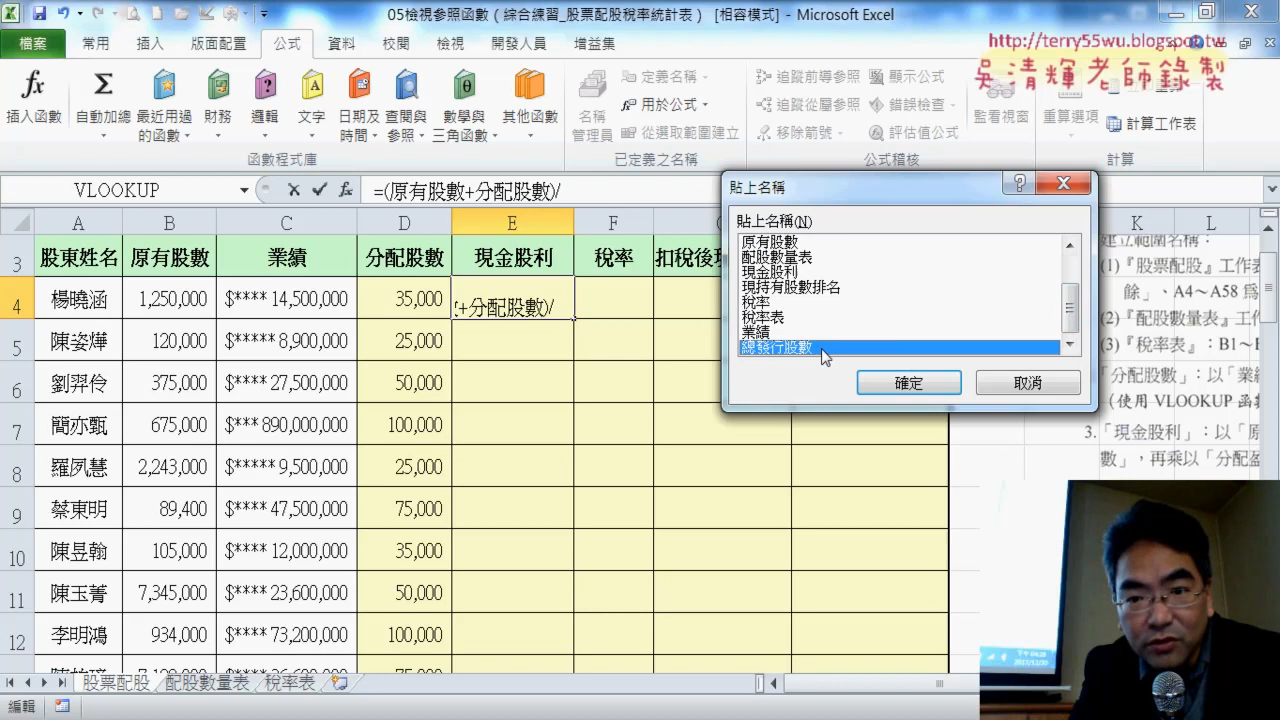 05檢視參照函數（綜合練習_股票配股稅率統計表） [相容模式] - Microsoft Excel
http://terry55wu.blogspot.tw
吳清輝老師錄製
檔案 常用 插入 版面配置 公式 資料 校閱 檢視 開發人員 增益集
插入函數 自動加總 最近用過的函數 財務 邏輯 文字 日期及時間 查閱與參照 數學與三角函數 其他函數
名稱管理員 定義名稱 用於公式 從選取範圍建立
追蹤前導參照 追蹤從屬參照 移除箭號 顯示公式 錯誤檢查 評估值公式 監看視窗
重算選項 計算工作表
函數程式庫 已定義之名稱 公式稽核 計算
VLOOKUP =(原有股數+分配股數)/
A B C D E F K L
3 股東姓名 原有股數 業績 分配股數 現金股利 稅率 扣稅後
4 楊曉涵 1,250,000 $**** 14,500,000 35,000 +分配股數)/
5 陳姿燁 120,000 $***** 8,900,000 25,000
6 劉羿伶 375,000 $**** 27,500,000 50,000
7 簡亦甄 675,000 $*** 890,000,000 100,000
8 羅夙慧 2,243,000 $***** 9,500,000 25,000
9 蔡東明 89,400 $**** 47,500,000 75,000
10 陳昱翰 105,000 $**** 12,000,000 35,000
11 陳玉菁 7,345,000 $**** 23,600,000 50,000
12 李明鴻 934,000 $**** 73,200,000 100,000
貼上名稱
貼上名稱(N)
原有股數
配股數量表
現金股利
現持有股數排名
稅率
稅率表
業績
總發行股數
確定 取消
建立範圍名稱：
(1)『股票配股』工作表
餘」、A4～A58 為
(2)『配股數量表』工作
(3)『稅率表』：B1～
「分配股數」：以「業績
（使用 VLOOKUP 函數
3.「現金股利」：以「原
數」，再乘以「分配盈
股票配股 配股數量表 稅率表
編輯